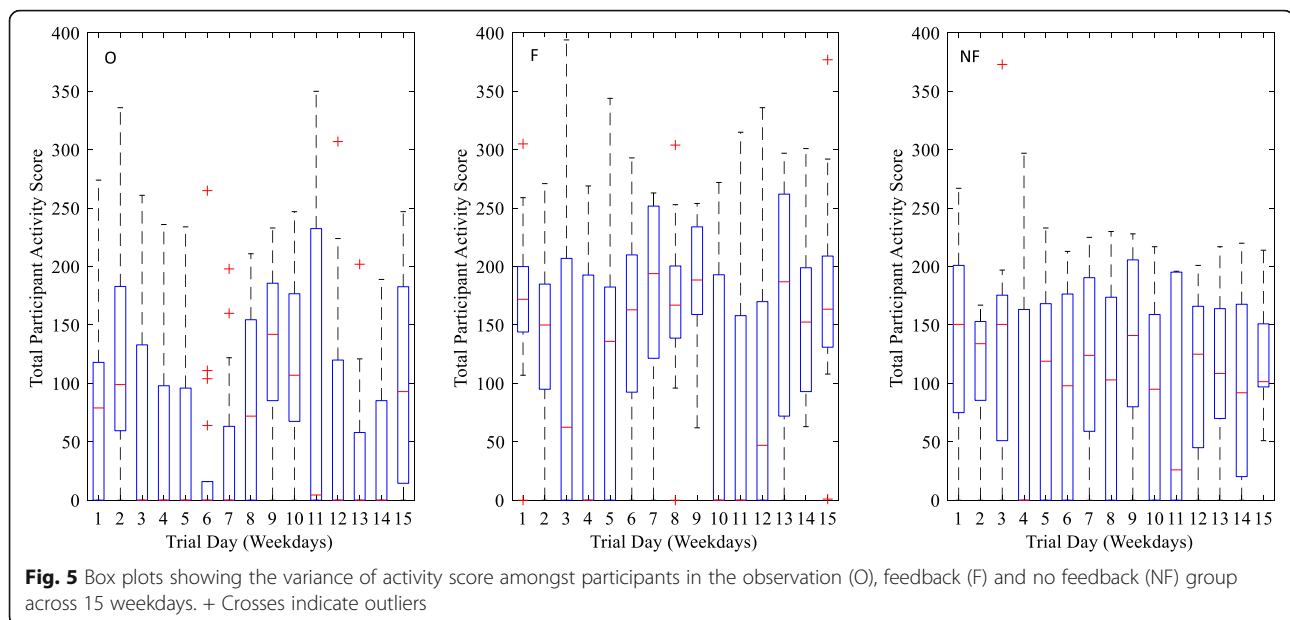 400
350
300
250
200
150
100
50
0
Total Participant Activity Score
O
1 2 3 4 5 6 7 8 9 10 11 12 13 14 15
Trial Day (Weekdays)
400
350
300
250
200
150
100
50
0
Total Participant Activity Score
F
1 2 3 4 5 6 7 8 9 10 11 12 13 14 15
Trial Day (Weekdays)
400
350
300
250
200
150
100
50
0
Total Participant Activity Score
NF
1 2 3 4 5 6 7 8 9 10 11 12 13 14 15
Trial Day (Weekdays)
Fig. 5 Box plots showing the variance of activity score amongst participants in the observation (O), feedback (F) and no feedback (NF) group
across 15 weekdays. + Crosses indicate outliers